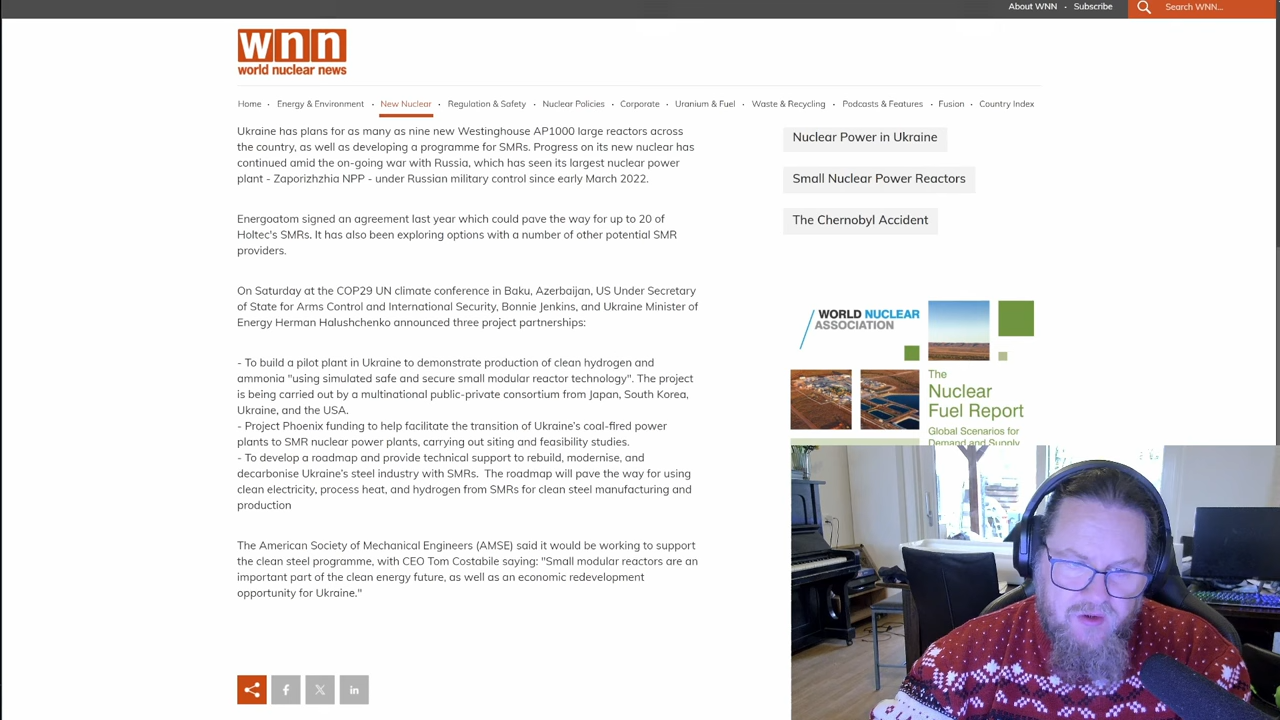 About WNN · Subscribe
Search WNN...
wnn
world nuclear news
Home · Energy & Environment · New Nuclear · Regulation & Safety · Nuclear Policies · Corporate · Uranium & Fuel · Waste & Recycling · Podcasts & Features · Fusion · Country Index
Ukraine has plans for as many as nine new Westinghouse AP1000 large reactors across
the country, as well as developing a programme for SMRs. Progress on its new nuclear has
continued amid the on-going war with Russia, which has seen its largest nuclear power
plant - Zaporizhzhia NPP - under Russian military control since early March 2022.
Energoatom signed an agreement last year which could pave the way for up to 20 of
Holtec's SMRs. It has also been exploring options with a number of other potential SMR
providers.
On Saturday at the COP29 UN climate conference in Baku, Azerbaijan, US Under Secretary
of State for Arms Control and International Security, Bonnie Jenkins, and Ukraine Minister of
Energy Herman Halushchenko announced three project partnerships:
- To build a pilot plant in Ukraine to demonstrate production of clean hydrogen and
ammonia "using simulated safe and secure small modular reactor technology". The project
is being carried out by a multinational public-private consortium from Japan, South Korea,
Ukraine, and the USA.
- Project Phoenix funding to help facilitate the transition of Ukraine's coal-fired power
plants to SMR nuclear power plants, carrying out siting and feasibility studies.
- To develop a roadmap and provide technical support to rebuild, modernise, and
decarbonise Ukraine's steel industry with SMRs. The roadmap will pave the way for using
clean electricity, process heat, and hydrogen from SMRs for clean steel manufacturing and
production
The American Society of Mechanical Engineers (AMSE) said it would be working to support
the clean steel programme, with CEO Tom Costabile saying: "Small modular reactors are an
important part of the clean energy future, as well as an economic redevelopment
opportunity for Ukraine."
Nuclear Power in Ukraine
Small Nuclear Power Reactors
The Chernobyl Accident
WORLD NUCLEAR
ASSOCIATION
The
Nuclear
Fuel Report
Global Scenarios for
Demand and Supply